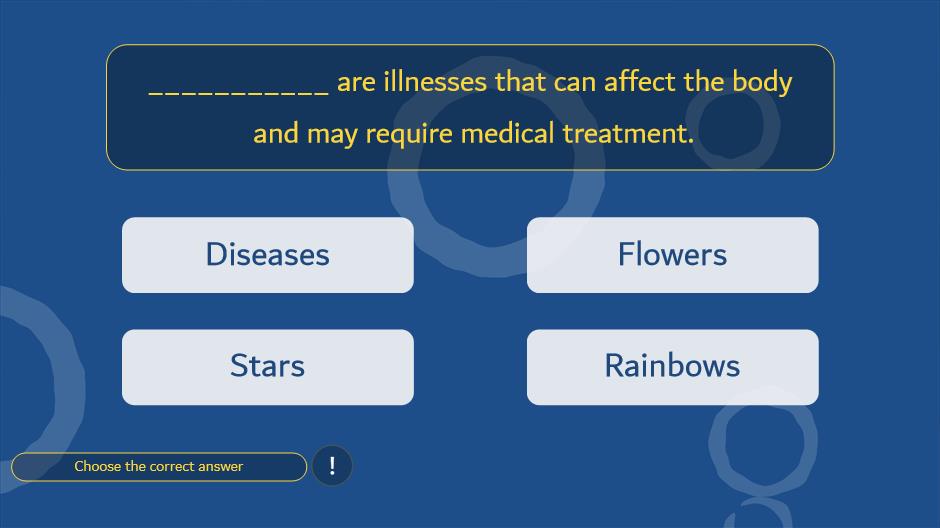 ___________ are illnesses that can affect the body
and may require medical treatment.
Diseases
Flowers
Stars
Rainbows
Choose the correct answer
!